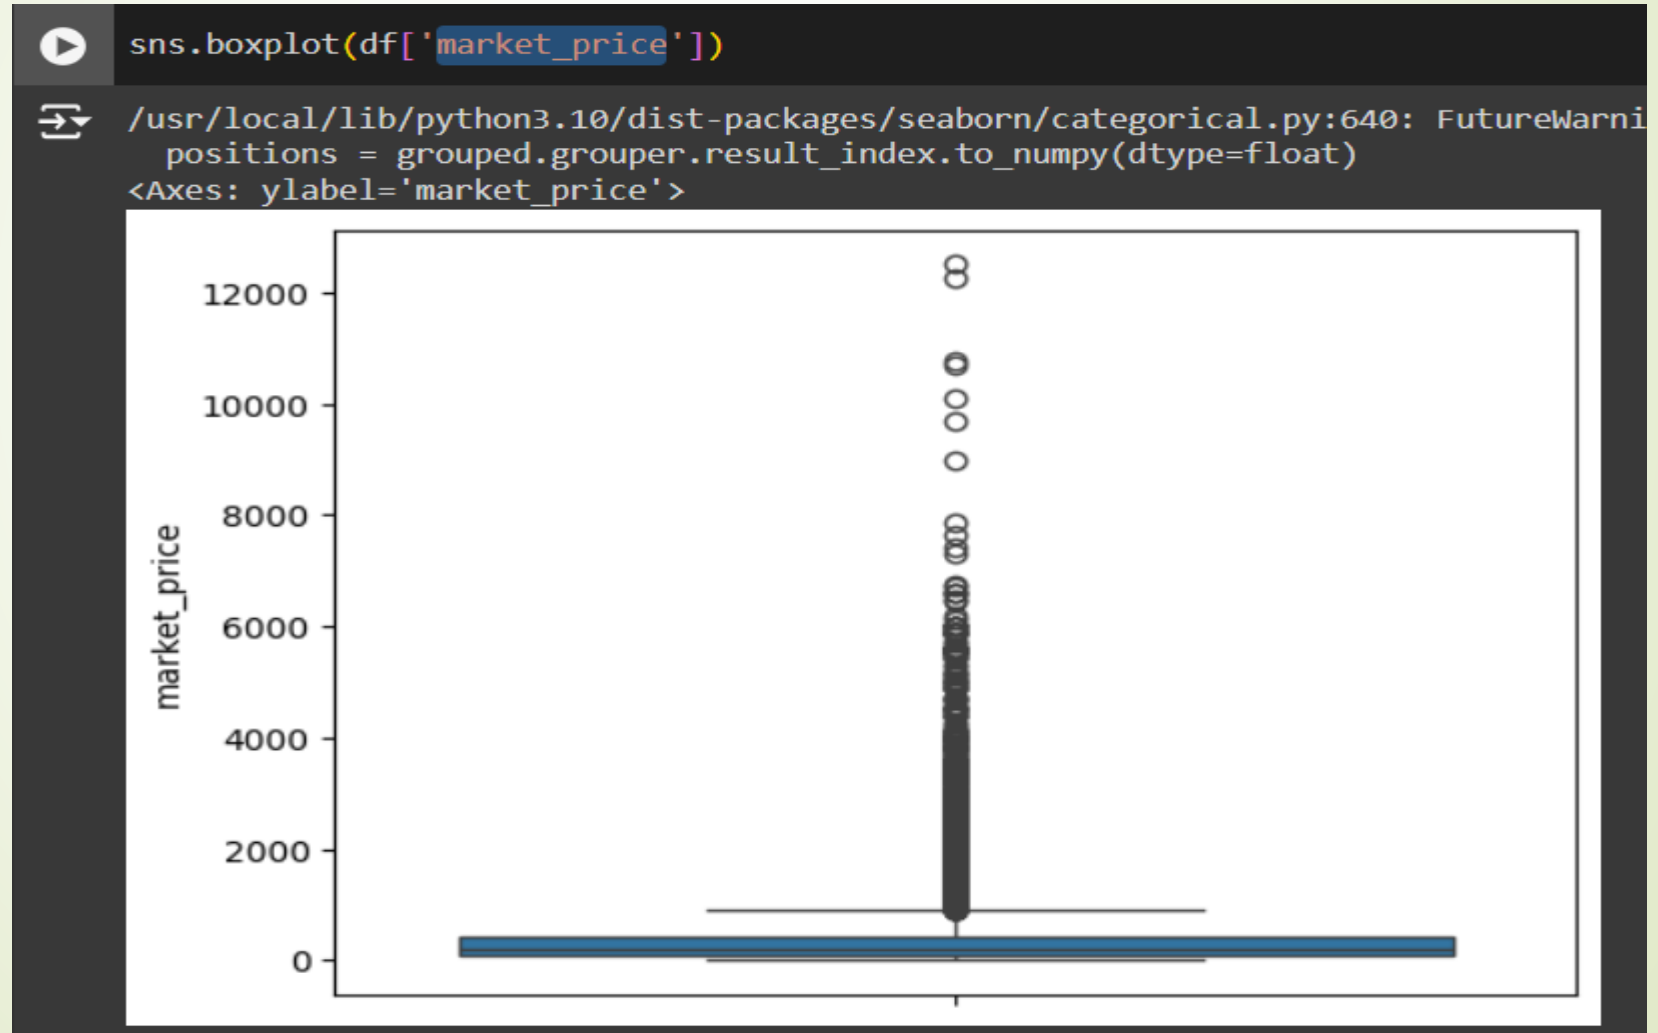 sns.boxplot(df['market_price'])
/usr/local/lib/python3.10/dist-packages/seaborn/categorical.py:640: FutureWarni
positions = grouped.grouper.result_index.to_numpy(dtype=float)
<Axes: ylabel='market_price'>
12000
10000
8000
6000
4000
2000
0
market_price